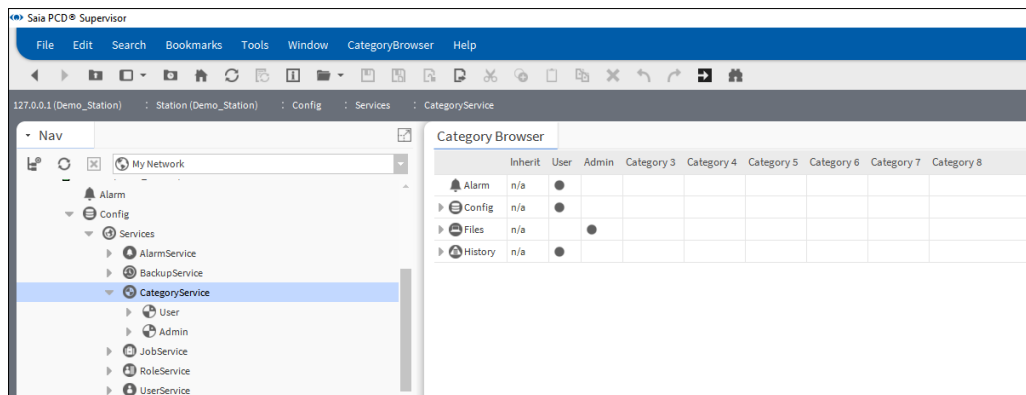 Saia PCD® Supervisor
File Edit Search Bookmarks Tools Window CategoryBrowser Help
127.0.0.1 (Demo_Station) : Station (Demo_Station) : Config : Services : CategoryService
Nav
My Network
Alarm
Config
Services
AlarmService
BackupService
CategoryService
User
Admin
JobService
RoleService
UserService
Category Browser
Inherit User Admin Category 3 Category 4 Category 5 Category 6 Category 7 Category 8
Alarm n/a
Config n/a
Files n/a
History n/a